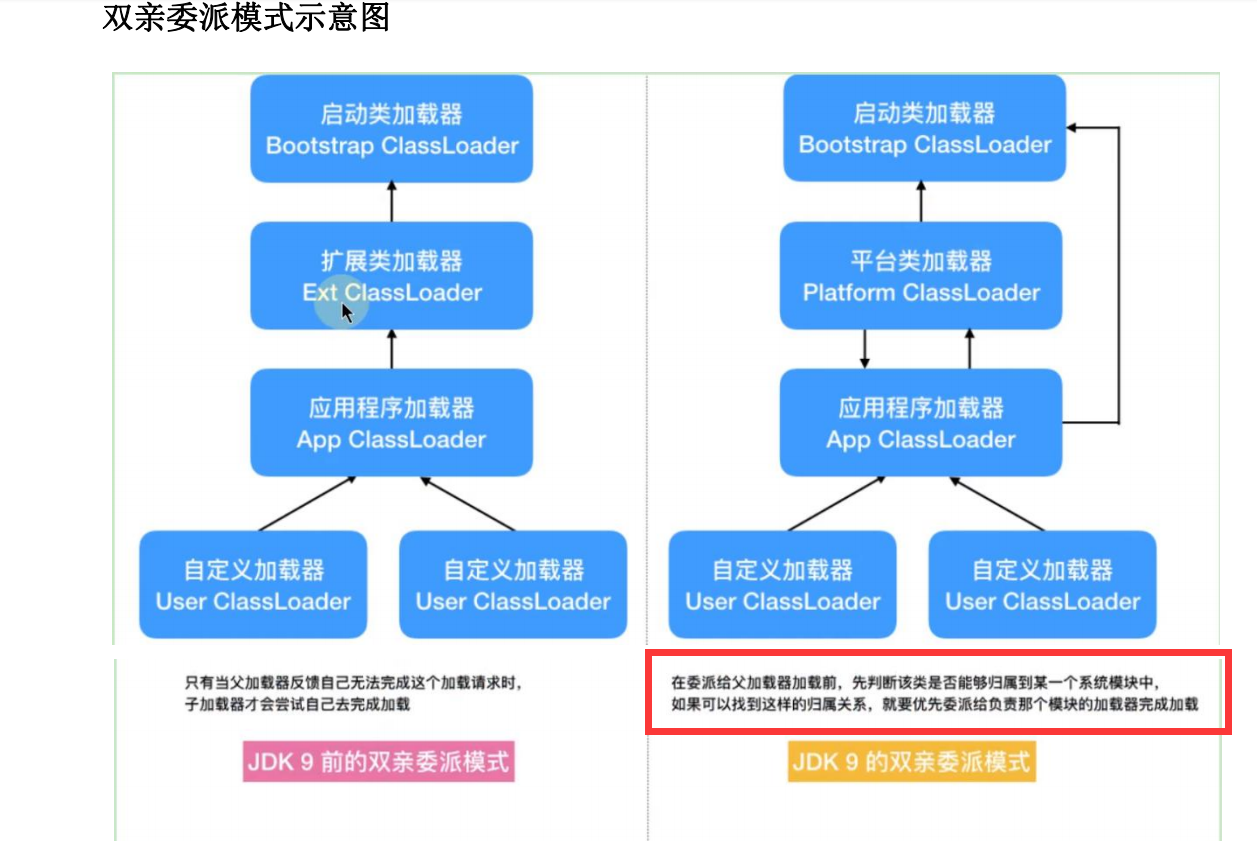 双亲委派模式示意图
启动类加载器
Bootstrap ClassLoader
扩展类加载器
Ext ClassLoader
应用程序加载器
App ClassLoader
自定义加载器
User ClassLoader
自定义加载器
User ClassLoader
只有当父加载器反馈自己无法完成这个加载请求时,
子加载器才会尝试自己去完成加载
JDK 9 前的双亲委派模式
启动类加载器
Bootstrap ClassLoader
平台类加载器
Platform ClassLoader
应用程序加载器
App ClassLoader
自定义加载器
User ClassLoader
自定义加载器
User ClassLoader
在委派给父加载器加载前，先判断该类是否能够归属到某一个系统模块中，
如果可以找到这样的归属关系，就要优先委派给负责那个模块的加载器完成加载
JDK 9 的双亲委派模式